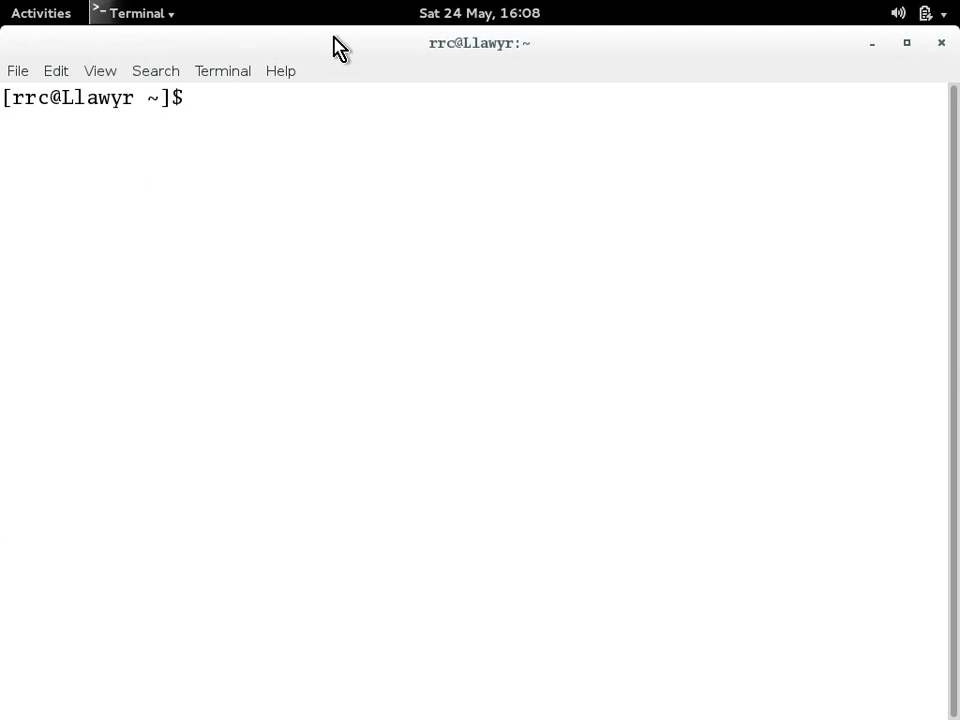 Activities >_ Terminal ▾ Sat 24 May, 16:08
rrc@Llawyr:~
File Edit View Search Terminal Help
[rrc@Llawyr ~]$